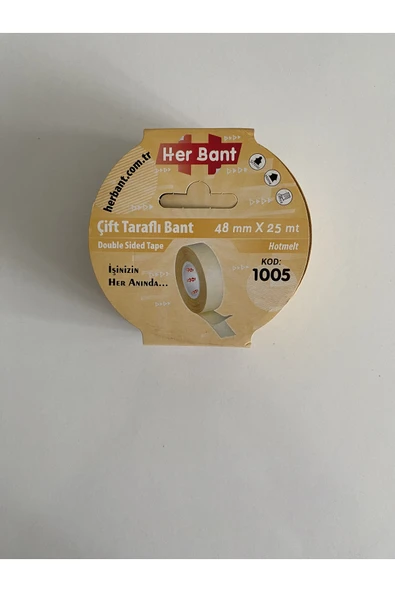 Her Bant
herbant.com.tr
Çift Taraflı Bant
48 mm X 25 mt
Double Sided Tape
Hotmelt
KOD:
1005
İşinizin
Her Anında...